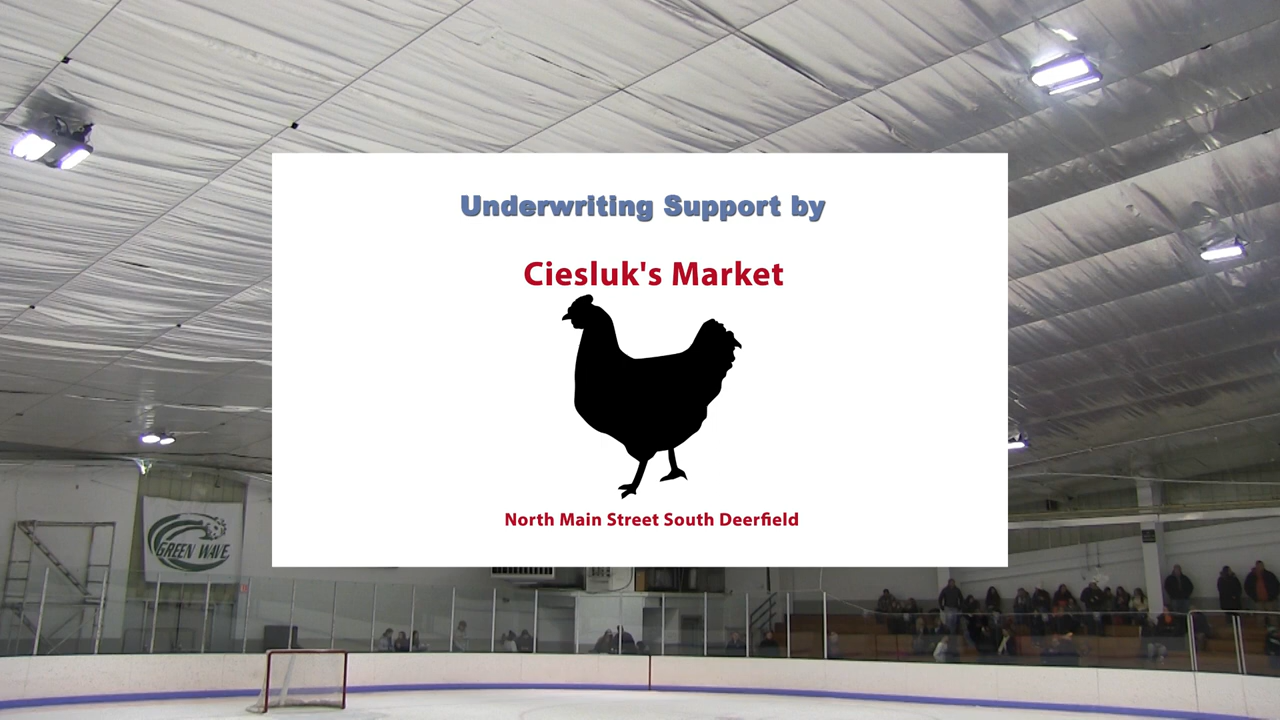 Underwriting Support by
Ciesluk's Market
North Main Street South Deerfield
GREEN WAVE